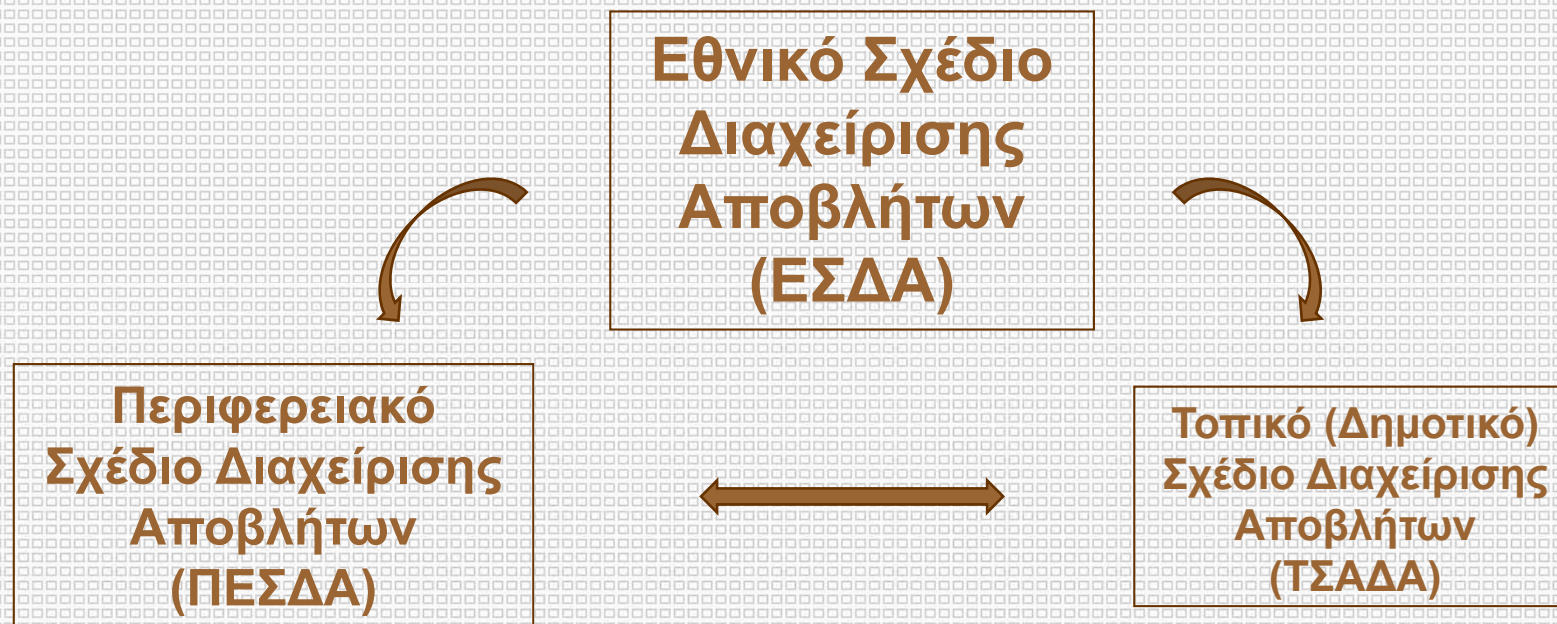 Εθνικό Σχέδιο
Διαχείρισης
Αποβλήτων
(ΕΣΔΑ)
Περιφερειακό
Σχέδιο Διαχείρισης
Αποβλήτων
(ΠΕΣΔΑ)
Τοπικό (Δημοτικό)
Σχέδιο Διαχείρισης
Αποβλήτων
(ΤΣΑΔΑ)